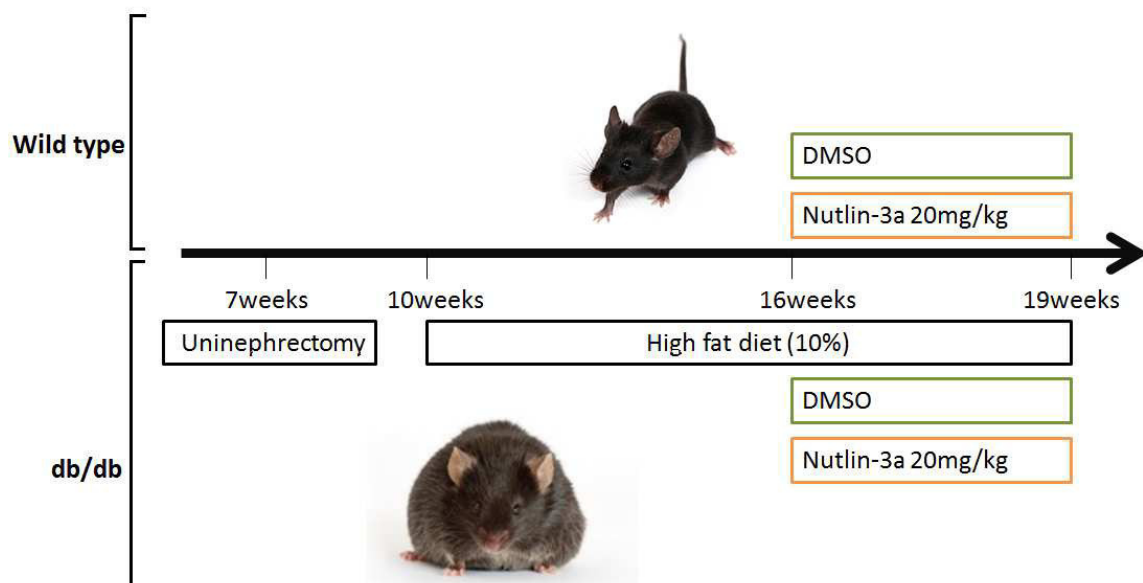 Wild type
DMSO
Nutlin-3a 20mg/kg
7weeks
10weeks
16weeks
19weeks
Uninephrectomy
High fat diet (10%)
DMSO
db/db
Nutlin-3a 20mg/kg